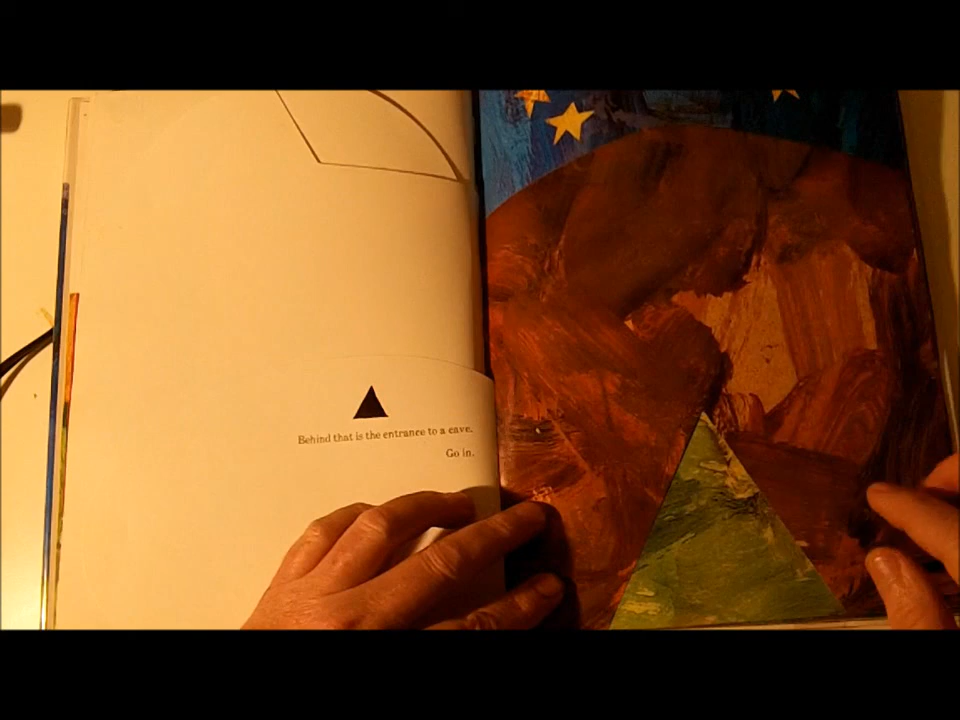 Behind that is the entrance to a cave.
Go in.